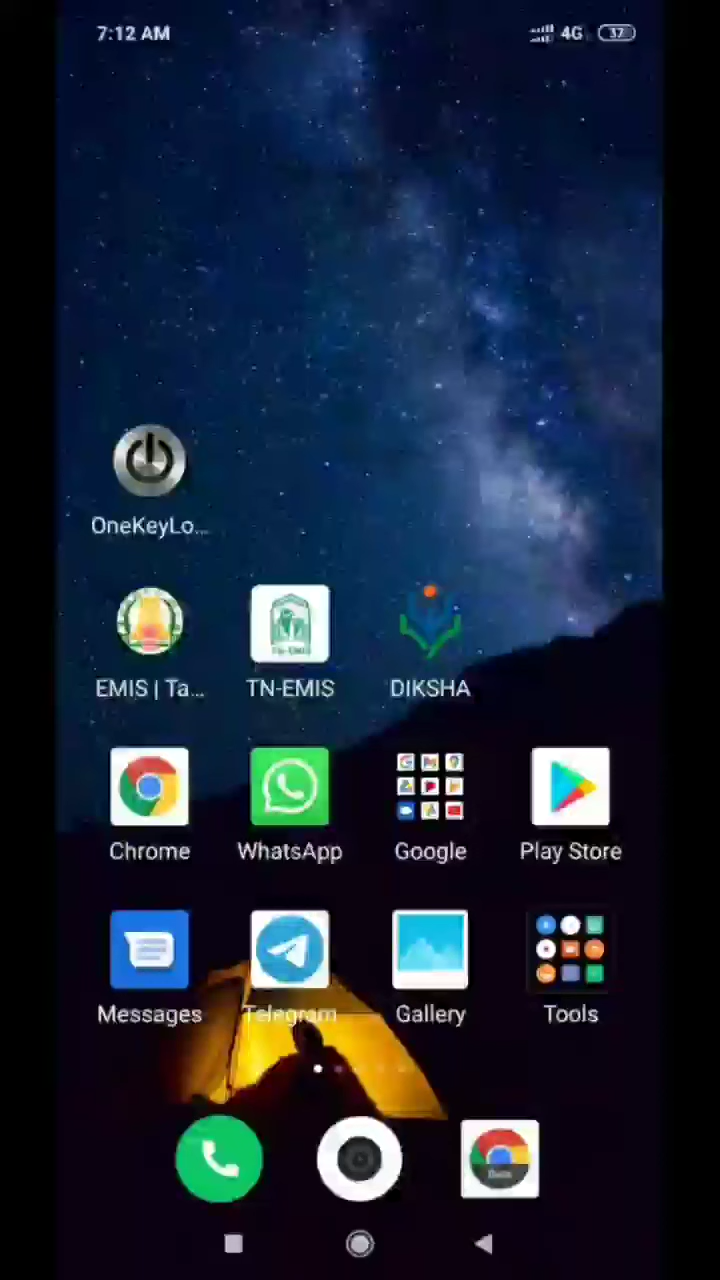 7:12 AM 4G 37
OneKeyLo...
EMIS | Ta... TN-EMIS DIKSHA
Chrome WhatsApp Google Play Store
Messages Telegram Gallery Tools